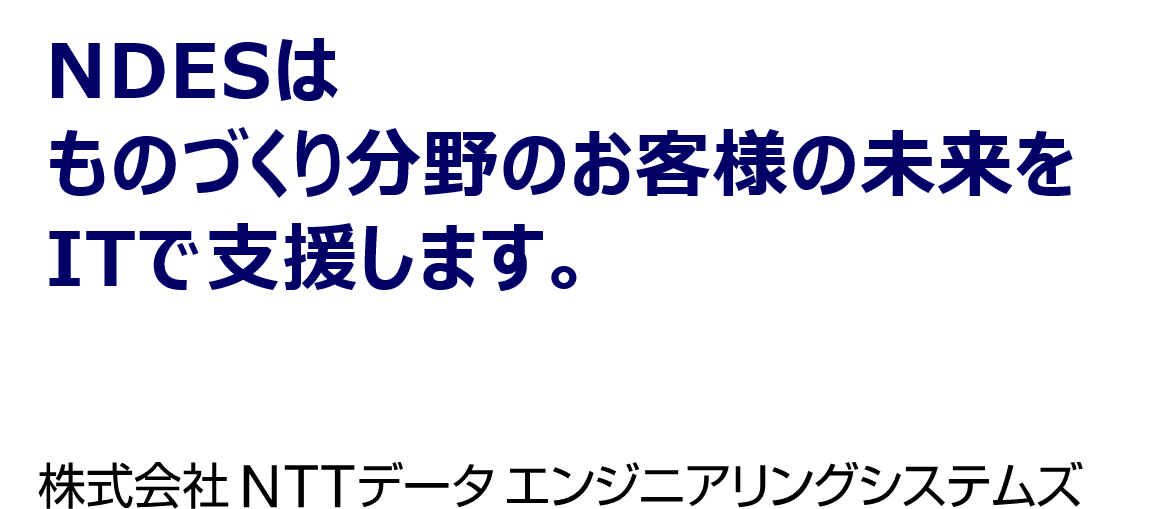 NDESは
ものづくり分野のお客様の未来を
ITで支援します。
株式会社 NTTデータ エンジニアリングシステムズ